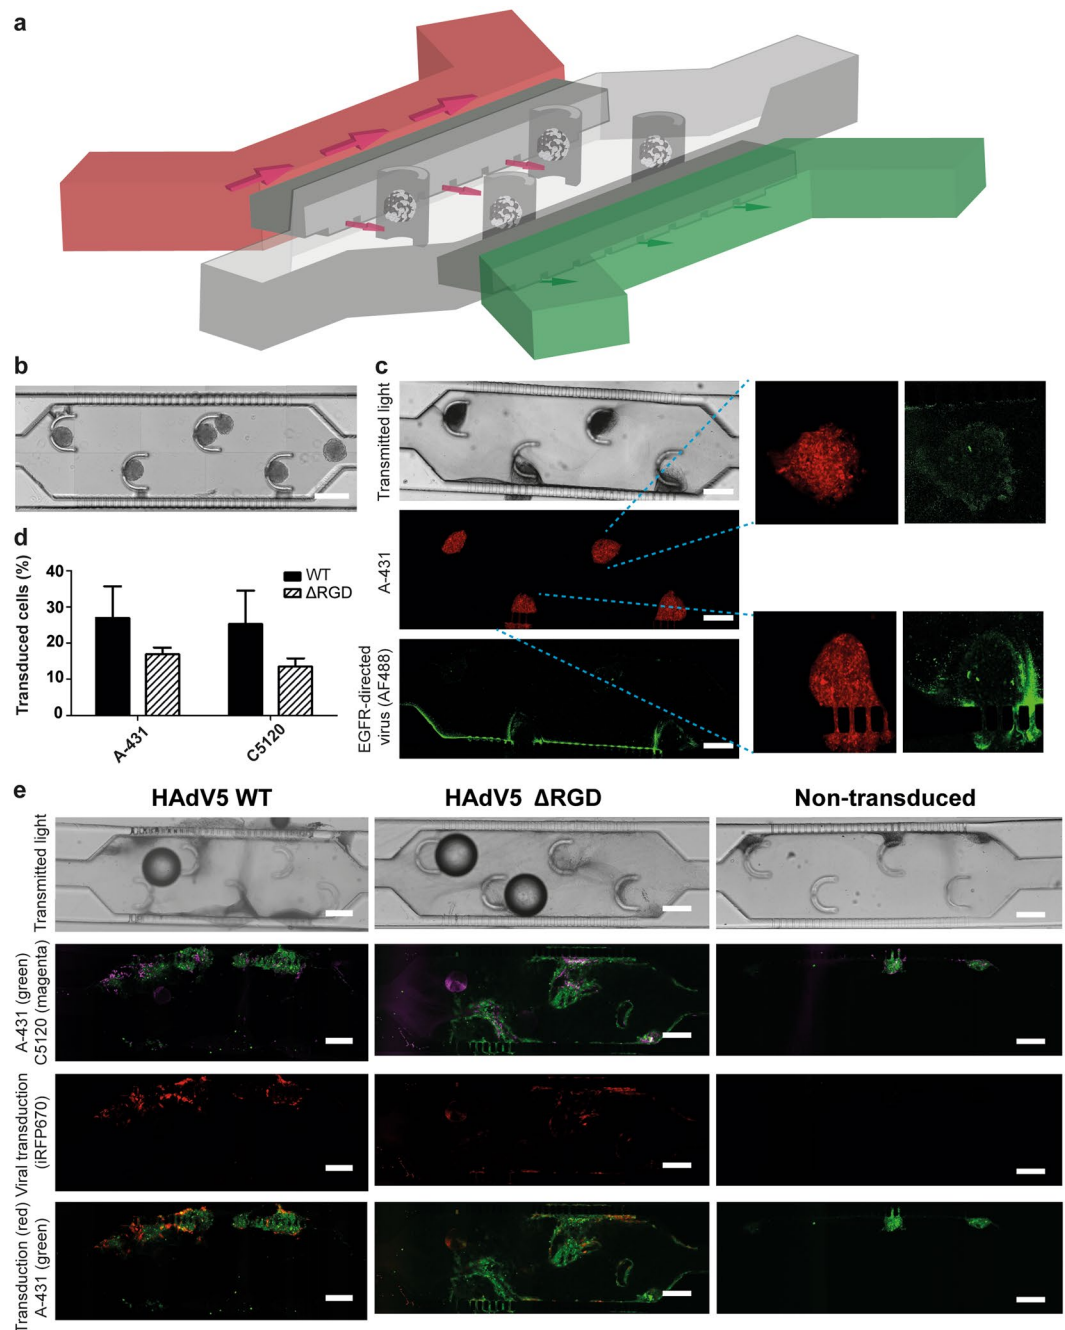 a
b
c
Transmitted light
A-431
EGFR-directed
virus (AF488)
d
Transduced cells (%)
40
30
20
10
0
WT
ΔRGD
A-431
C5120
e
HAdV5 WT
HAdV5 ΔRGD
Non-transduced
Transmitted light
A-431 (green)
C5120 (magenta)
Viral transduction
(iRFP670)
Transduction (red)
A-431 (green)